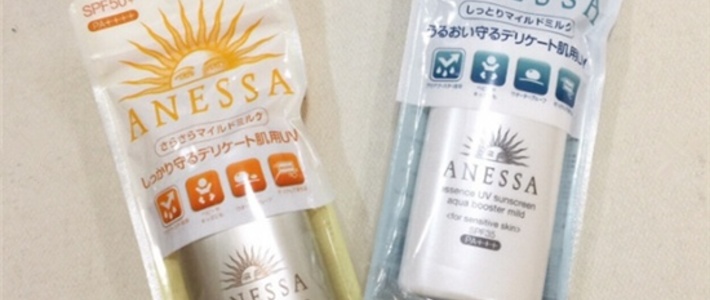 SPF50+
PA++++
ANESSA
さらさらマイルドミルク
しっかり守るデリケート肌用UV
ANESSA
ANESSA
しっとりマイルドミルク
うるおい守るデリケート肌用UV
ANESSA
essence UV sunscreen
aqua booster mild
<for sensitive skin>
SPF35
PA+++